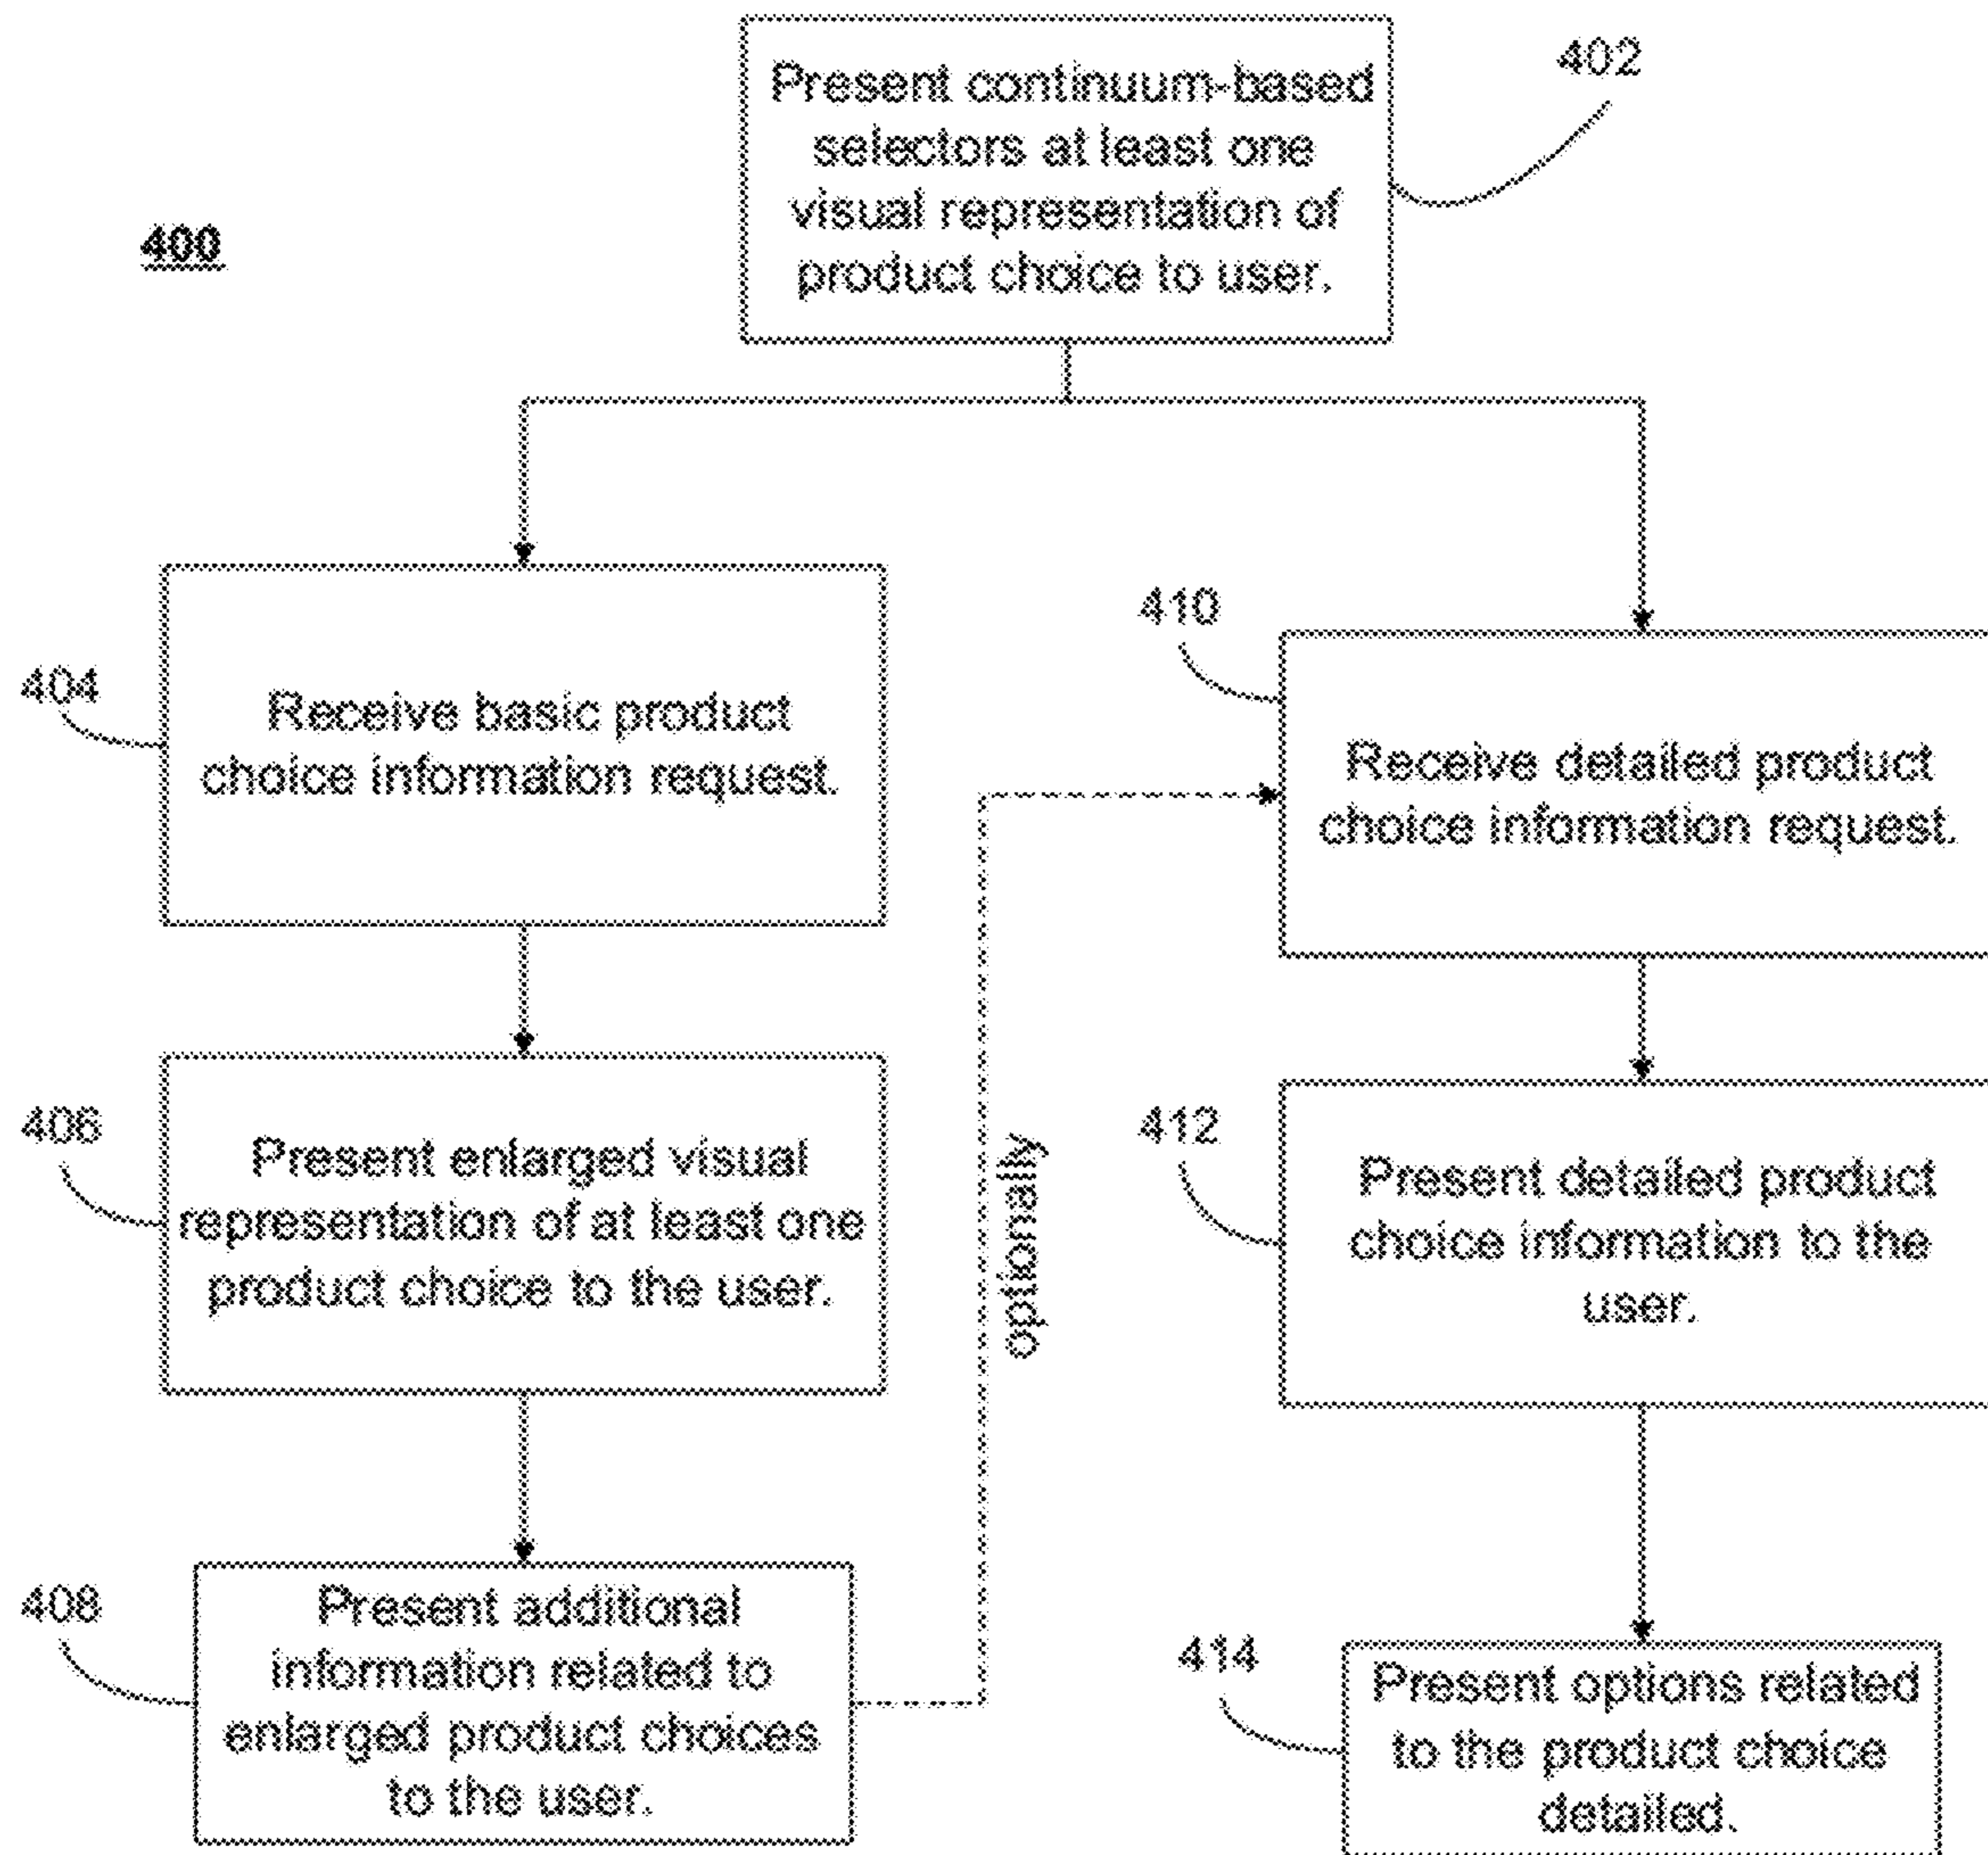 Present continuum-based
selectors at least one
visual representation of
product choice to user.
402
400
404
Receive basic product
choice information request.
406
Present enlarged visual
representation of at least one
product choice to the user.
408
Present additional
information related to
enlarged product choices
to the user.
optionally
410
Receive detailed product
choice information request.
412
Present detailed product
choice information to the
user.
414
Present options related
to the product choice
detailed.